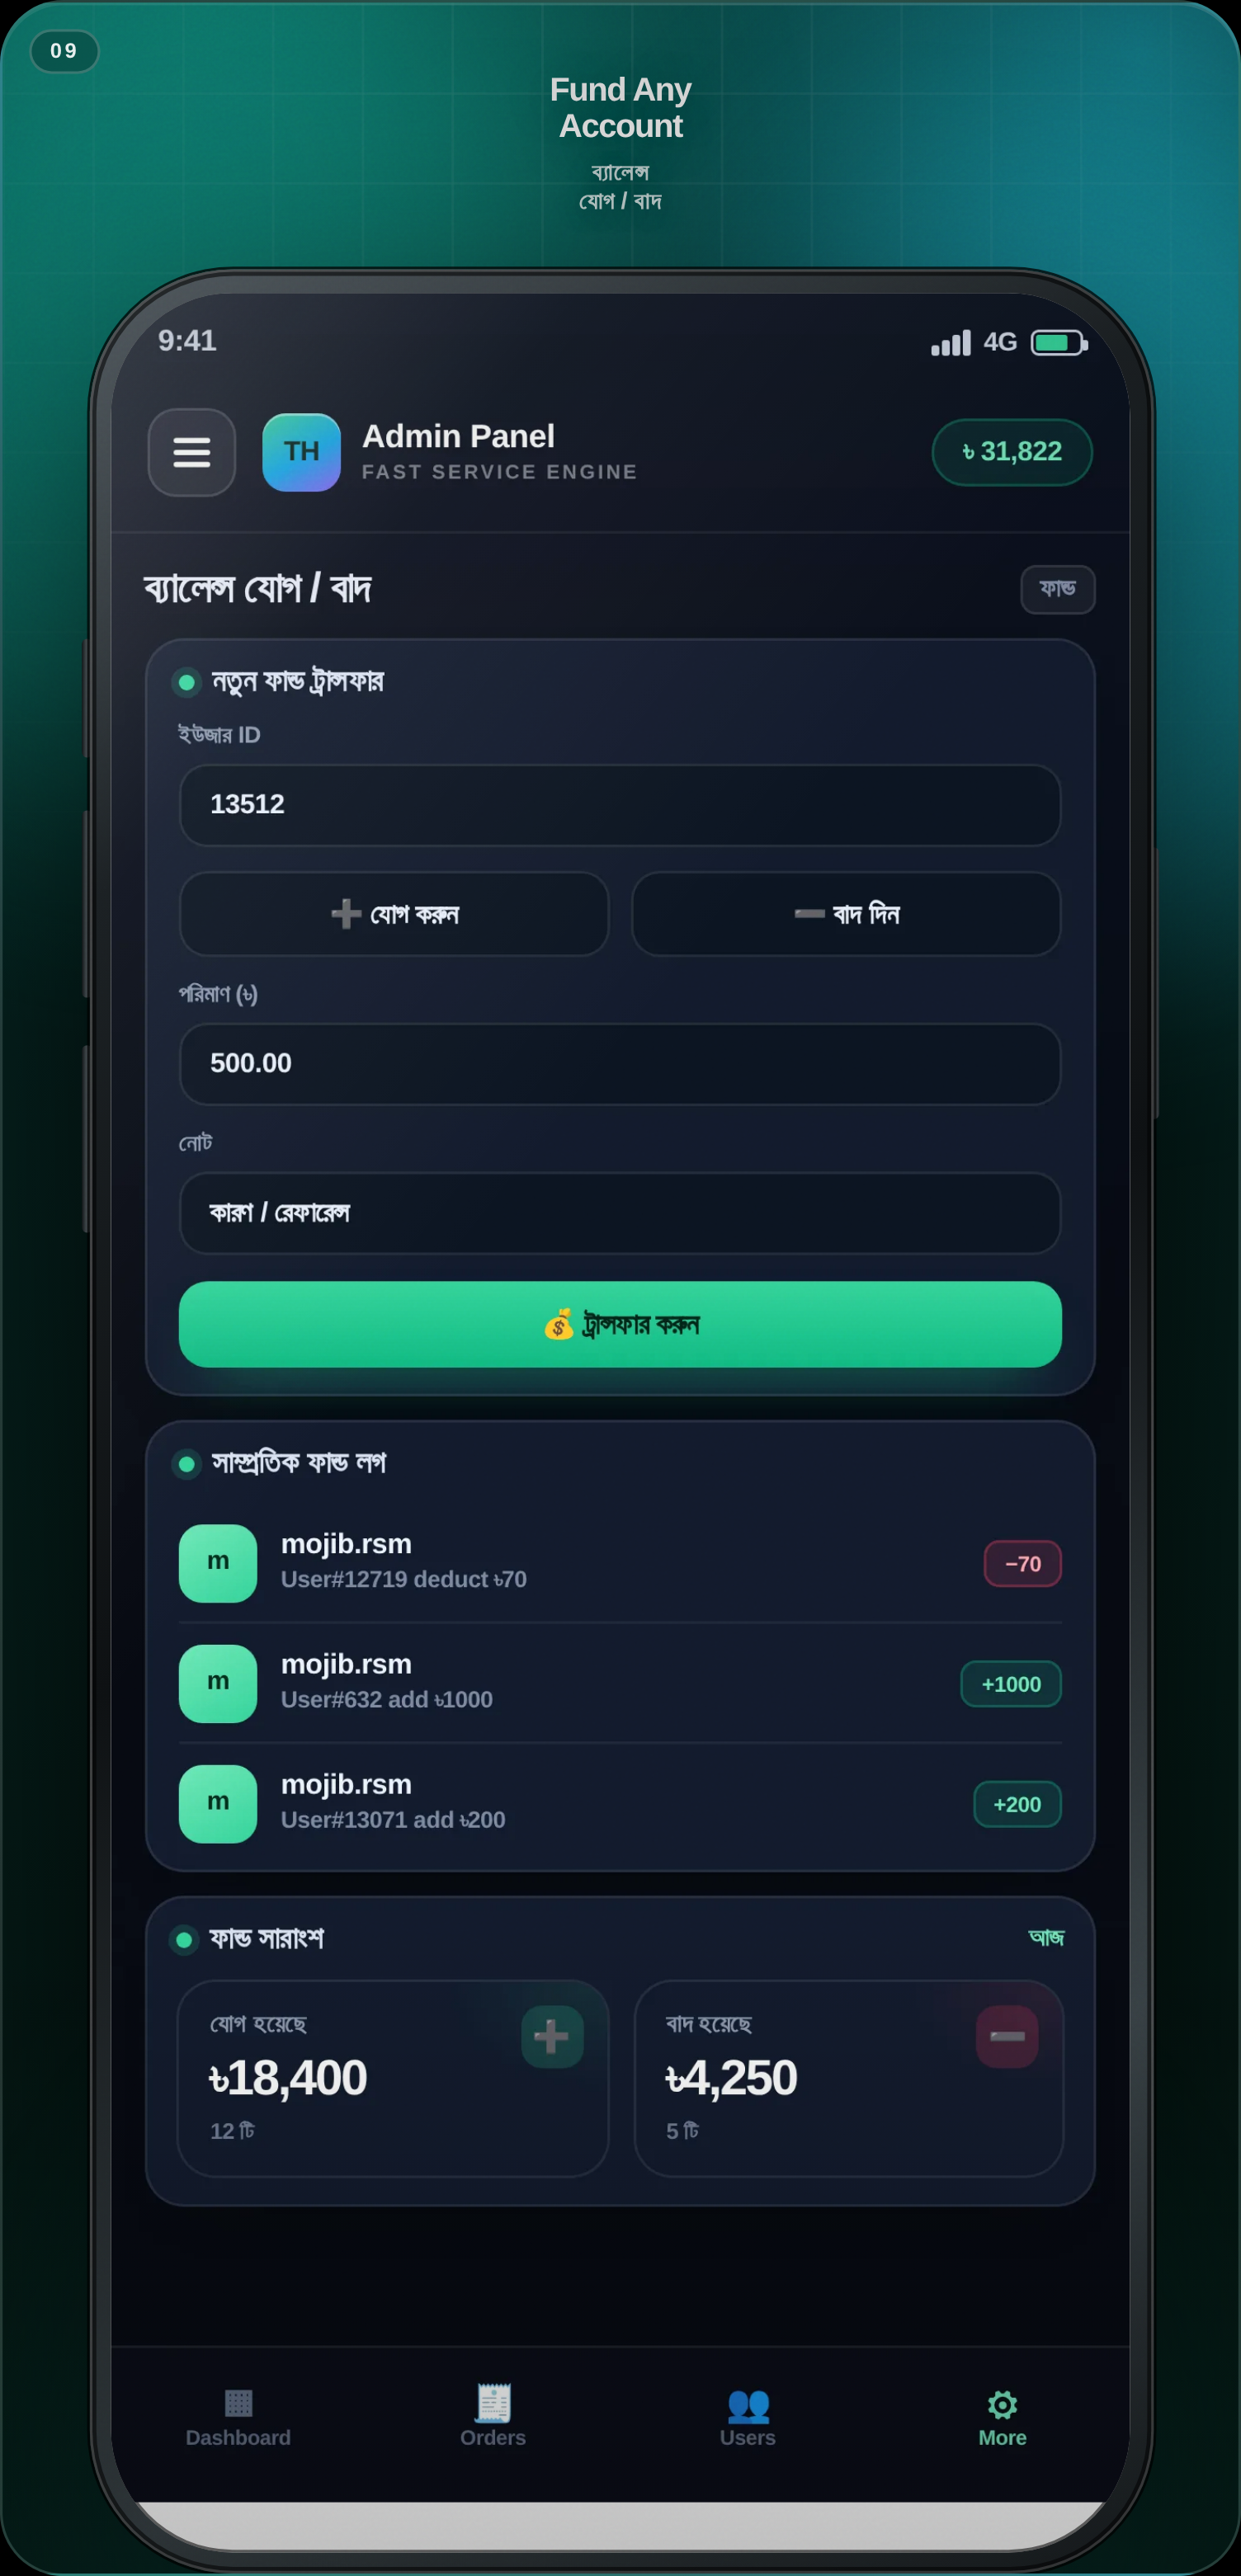 09
Fund Any
Account
ব্যালেন্স
যোগ / বাদ
9:41
4G
TH
Admin Panel
FAST SERVICE ENGINE
৳ 31,822
ব্যালেন্স যোগ / বাদ
ফান্ড
নতুন ফান্ড ট্রান্সফার
ইউজার ID
13512
➕ যোগ করুন
➖ বাদ দিন
পরিমাণ (৳)
500.00
নোট
কারণ / রেফারেন্স
💰 ট্রান্সফার করুন
সাম্প্রতিক ফান্ড লগ
m
mojib.rsm
User#12719 deduct ৳70
−70
m
mojib.rsm
User#632 add ৳1000
+1000
m
mojib.rsm
User#13071 add ৳200
+200
ফান্ড সারাংশ
আজ
যোগ হয়েছে
৳18,400
12 টি
বাদ হয়েছে
৳4,250
5 টি
Dashboard
Orders
Users
More